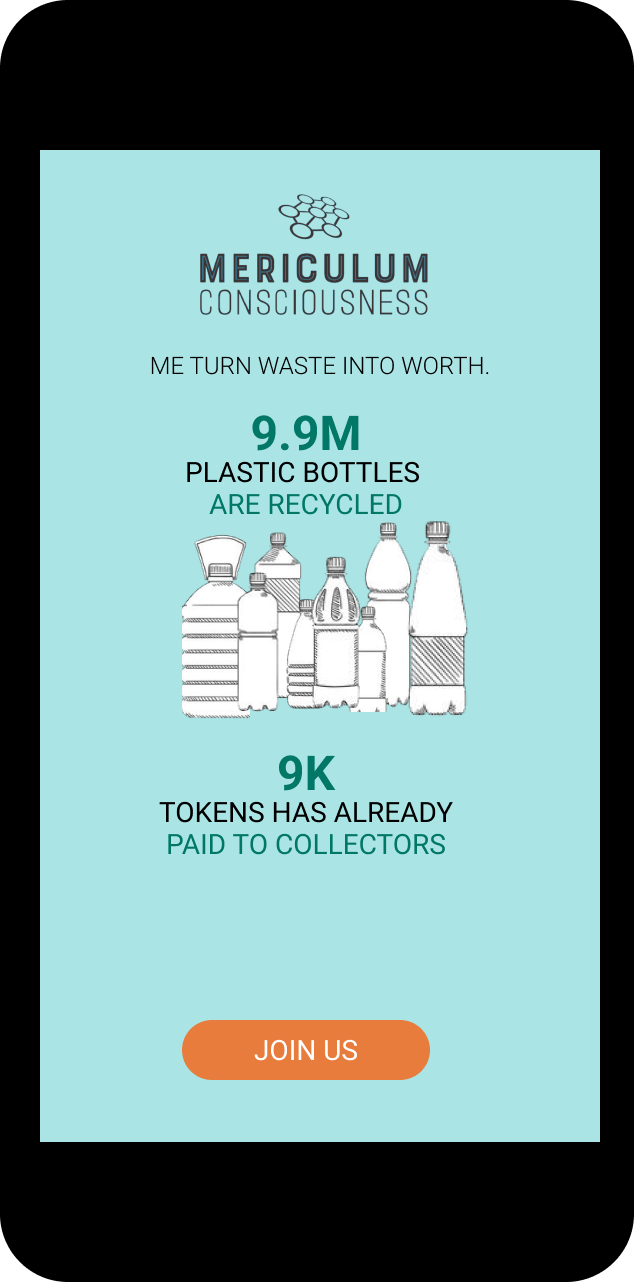 MERICULUM
CONSCIOUSNESS
ME TURN WASTE INTO WORTH.
9.9M
PLASTIC BOTTLES
ARE RECYCLED
9K
TOKENS HAS ALREADY
PAID TO COLLECTORS
JOIN US